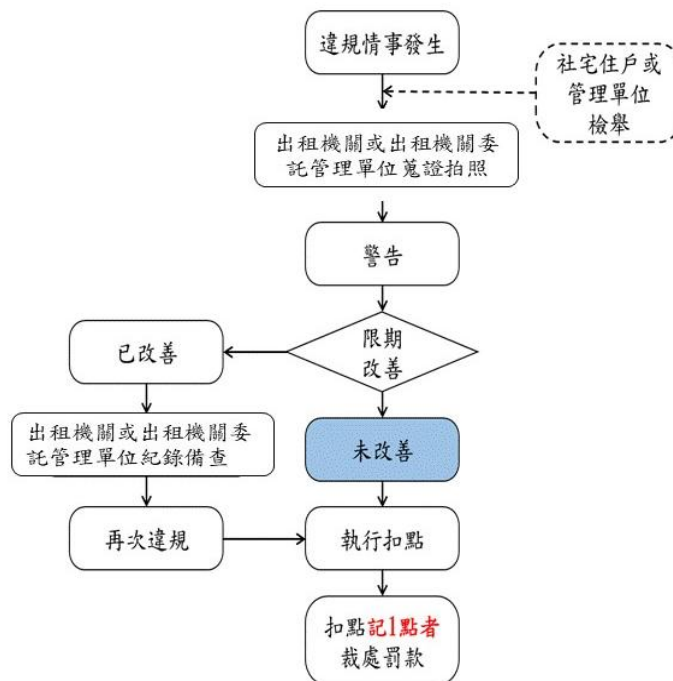 違規情事發生
社宅住戶或
管理單位
檢舉
出租機關或出租機關委
託管理單位蒐證拍照
警告
限期
改善
已改善
出租機關或出租機關委
託管理單位紀錄備查
未改善
再次違規
執行扣點
扣點記1點者
裁處罰款